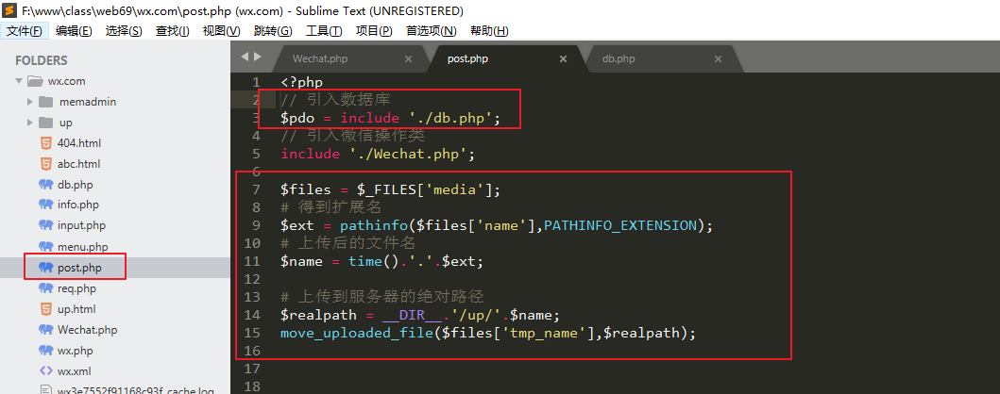 F:\www\class\web69\wx.com\post.php (wx.com) - Sublime Text (UNREGISTERED)
文件(F) 编辑(E) 选择(S) 查找(I) 视图(V) 跳转(G) 工具(T) 项目(P) 首选项(N) 帮助(H)
FOLDERS
wx.com
memadmin
up
404.html
abc.html
db.php
info.php
input.php
menu.php
post.php
req.php
up.html
Wechat.php
wx.php
wx.xml
wx3e7552f91168c93f_cache.log
Wechat.php × post.php × db.php ×
1 <?php
2 // 引入数据库
3 $pdo = include './db.php';
4 // 引入微信操作类
5 include './Wechat.php';
6
7 $files = $_FILES['media'];
8 # 得到扩展名
9 $ext = pathinfo($files['name'],PATHINFO_EXTENSION);
10 # 上传后的文件名
11 $name = time().'.'.$ext;
12
13 # 上传到服务器的绝对路径
14 $realpath = __DIR__.'/up/'.$name;
15 move_uploaded_file($files['tmp_name'],$realpath);
16
17
18